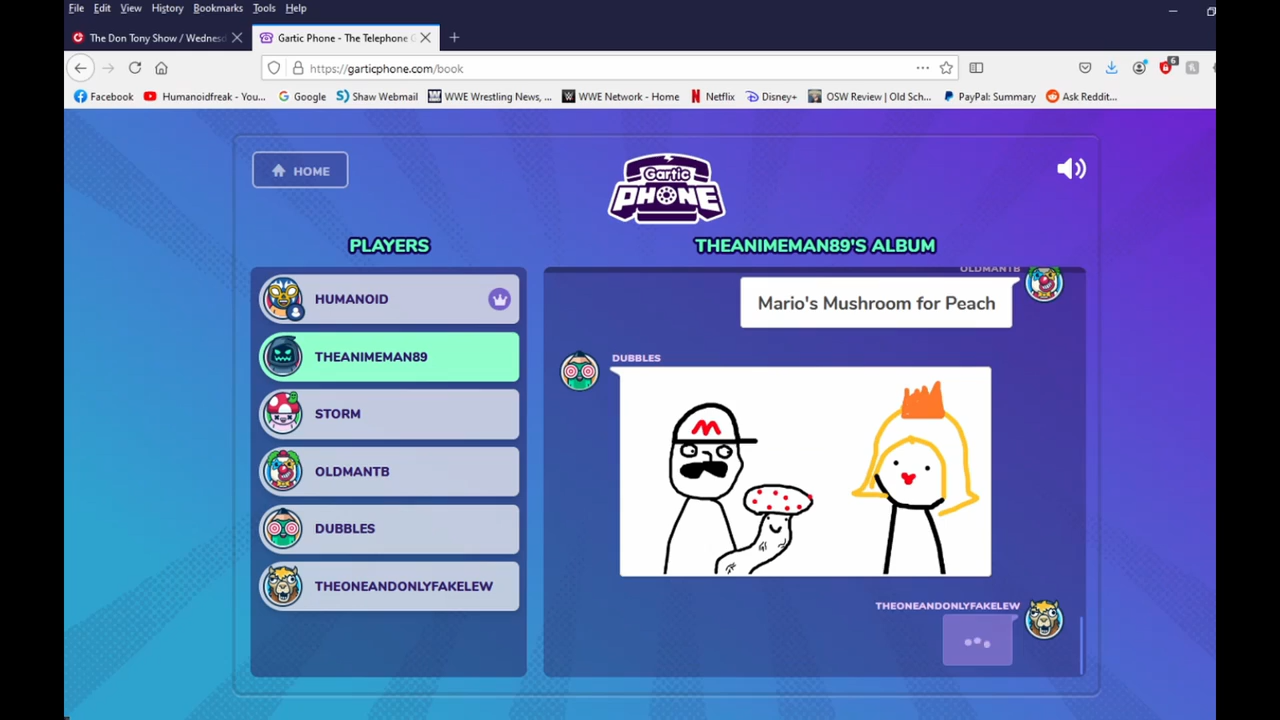 File Edit View History Bookmarks Tools Help
The Don Tony Show / Wednesd
Gartic Phone - The Telephone G
https://garticphone.com/book
6
Facebook Humanoidfreak - You... Google Shaw Webmail WWE Wrestling News, ... WWE Network - Home Netflix Disney+ OSW Review | Old Sch... PayPal: Summary Ask Reddit...
HOME
Gartic
PHONE
PLAYERS
THEANIMEMAN89'S ALBUM
HUMANOID
THEANIMEMAN89
STORM
OLDMANTB
DUBBLES
THEONEANDONLYFAKELEW
OLDMANTB
Mario's Mushroom for Peach
DUBBLES
M
THEONEANDONLYFAKELEW